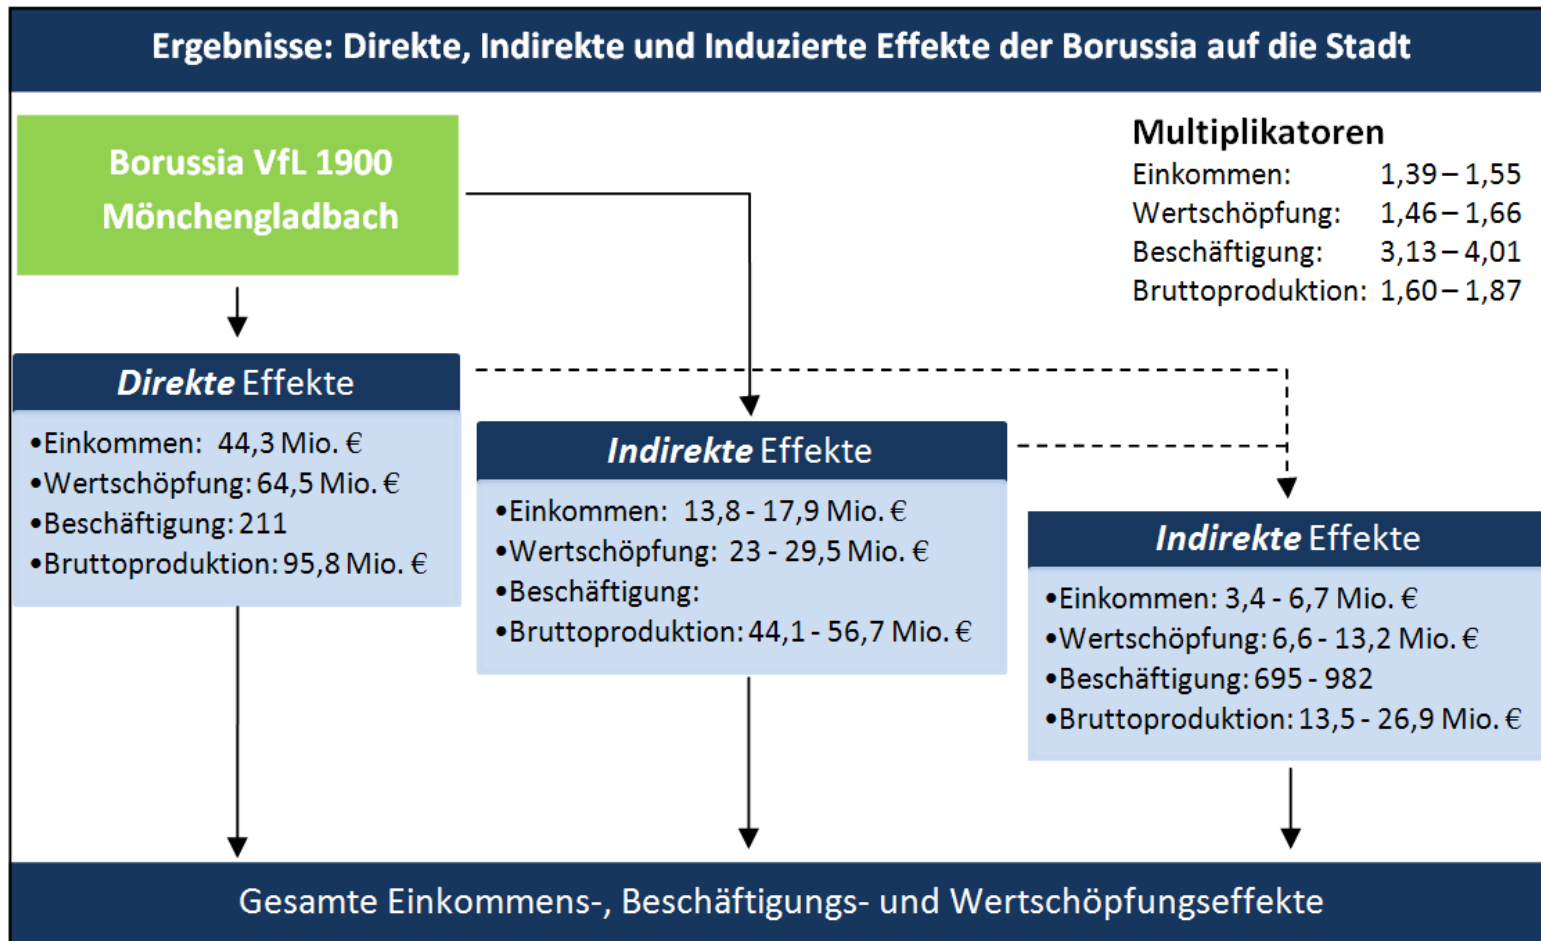 Ergebnisse: Direkte, Indirekte und Induzierte Effekte der Borussia auf die Stadt
Borussia VfL 1900
Mönchengladbach
Multiplikatoren
Einkommen: 1,39 – 1,55
Wertschöpfung: 1,46 – 1,66
Beschäftigung: 3,13 – 4,01
Bruttoproduktion: 1,60 – 1,87
Direkte Effekte
•Einkommen: 44,3 Mio. €
•Wertschöpfung: 64,5 Mio. €
•Beschäftigung: 211
•Bruttoproduktion: 95,8 Mio. €
Indirekte Effekte
•Einkommen: 13,8 - 17,9 Mio. €
•Wertschöpfung: 23 - 29,5 Mio. €
•Beschäftigung:
•Bruttoproduktion: 44,1 - 56,7 Mio. €
Indirekte Effekte
•Einkommen: 3,4 - 6,7 Mio. €
•Wertschöpfung: 6,6 - 13,2 Mio. €
•Beschäftigung: 695 - 982
•Bruttoproduktion: 13,5 - 26,9 Mio. €
Gesamte Einkommens-, Beschäftigungs- und Wertschöpfungseffekte